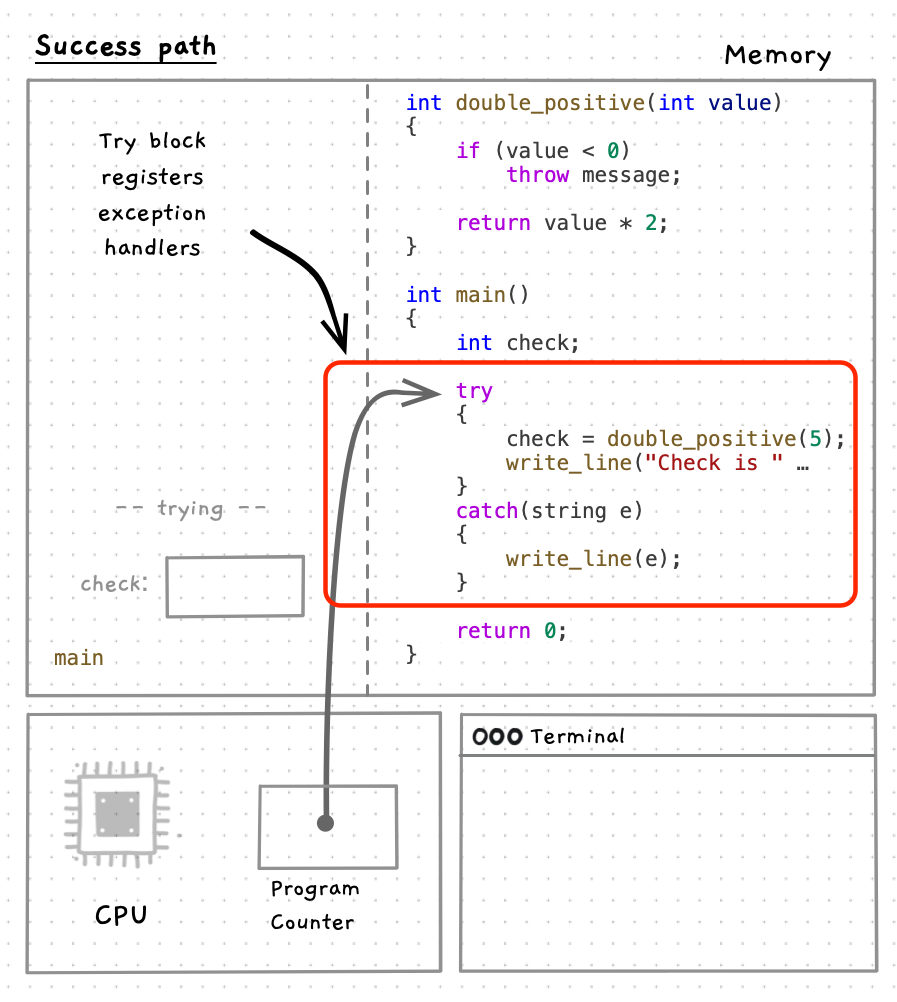 Success path
Memory
Try block
registers
exception
handlers
int double_positive(int value)
{
    if (value < 0)
        throw message;

    return value * 2;
}

int main()
{
    int check;

    try
    {
        check = double_positive(5);
        write_line("Check is " …
    }
    catch(string e)
    {
        write_line(e);
    }

    return 0;
}
-- trying --
check:
main
CPU
Program
Counter
Terminal